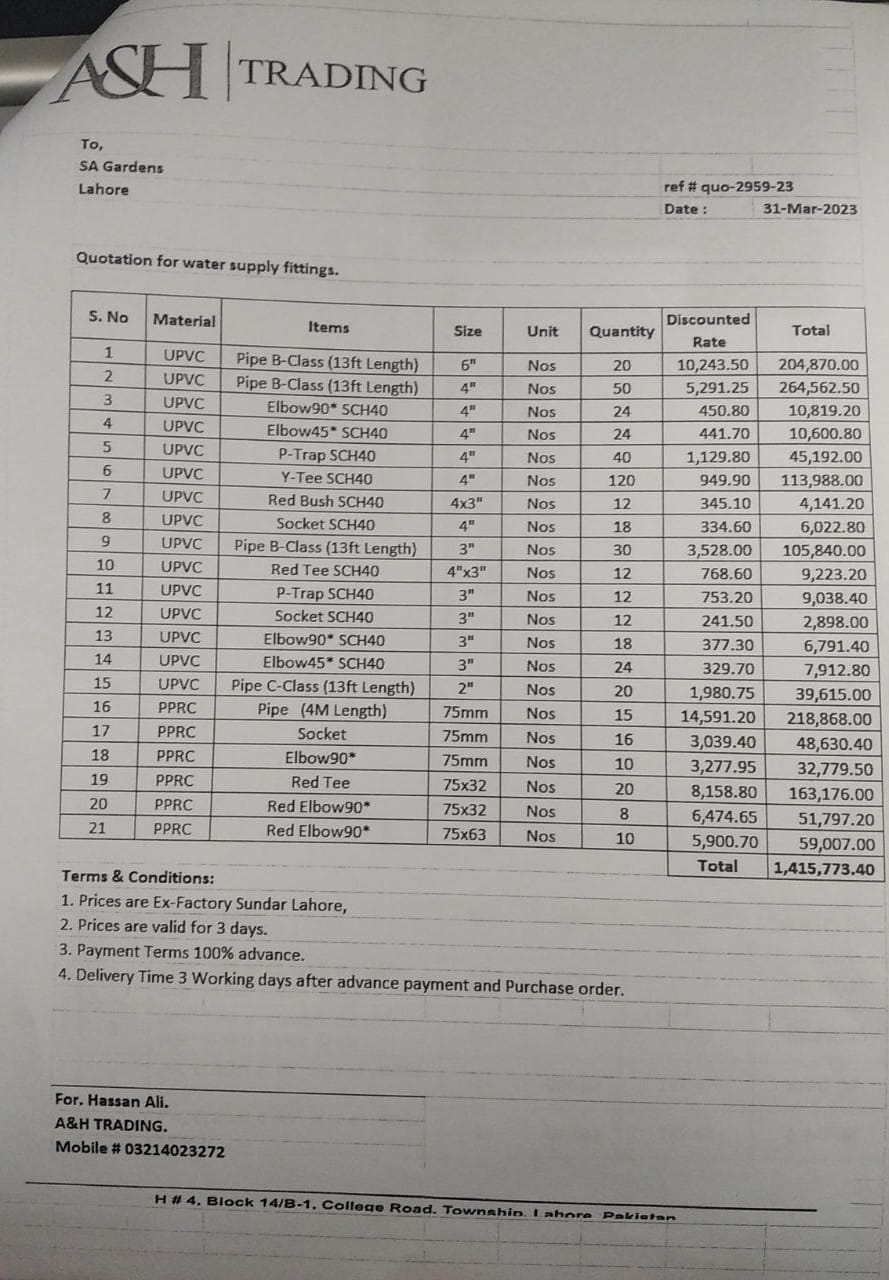 A&H | TRADING
To,
SA Gardens
Lahore
ref # quo-2959-23
Date : 31-Mar-2023
Quotation for water supply fittings.
S. No Material Items Size Unit Quantity Discounted Rate Total
1 UPVC Pipe B-Class (13ft Length) 6" Nos 20 10,243.50 204,870.00
2 UPVC Pipe B-Class (13ft Length) 4" Nos 50 5,291.25 264,562.50
3 UPVC Elbow90* SCH40 4" Nos 24 450.80 10,819.20
4 UPVC Elbow45* SCH40 4" Nos 24 441.70 10,600.80
5 UPVC P-Trap SCH40 4" Nos 40 1,129.80 45,192.00
6 UPVC Y-Tee SCH40 4" Nos 120 949.90 113,988.00
7 UPVC Red Bush SCH40 4x3" Nos 12 345.10 4,141.20
8 UPVC Socket SCH40 4" Nos 18 334.60 6,022.80
9 UPVC Pipe B-Class (13ft Length) 3" Nos 30 3,528.00 105,840.00
10 UPVC Red Tee SCH40 4"x3" Nos 12 768.60 9,223.20
11 UPVC P-Trap SCH40 3" Nos 12 753.20 9,038.40
12 UPVC Socket SCH40 3" Nos 12 241.50 2,898.00
13 UPVC Elbow90* SCH40 3" Nos 18 377.30 6,791.40
14 UPVC Elbow45* SCH40 3" Nos 24 329.70 7,912.80
15 UPVC Pipe C-Class (13ft Length) 2" Nos 20 1,980.75 39,615.00
16 PPRC Pipe (4M Length) 75mm Nos 15 14,591.20 218,868.00
17 PPRC Socket 75mm Nos 16 3,039.40 48,630.40
18 PPRC Elbow90* 75mm Nos 10 3,277.95 32,779.50
19 PPRC Red Tee 75x32 Nos 20 8,158.80 163,176.00
20 PPRC Red Elbow90* 75x32 Nos 8 6,474.65 51,797.20
21 PPRC Red Elbow90* 75x63 Nos 10 5,900.70 59,007.00
Total 1,415,773.40
Terms & Conditions:
1. Prices are Ex-Factory Sundar Lahore,
2. Prices are valid for 3 days.
3. Payment Terms 100% advance.
4. Delivery Time 3 Working days after advance payment and Purchase order.
For. Hassan Ali.
A&H TRADING.
Mobile # 03214023272
H # 4, Block 14/B-1, College Road, Township, Lahore Pakistan